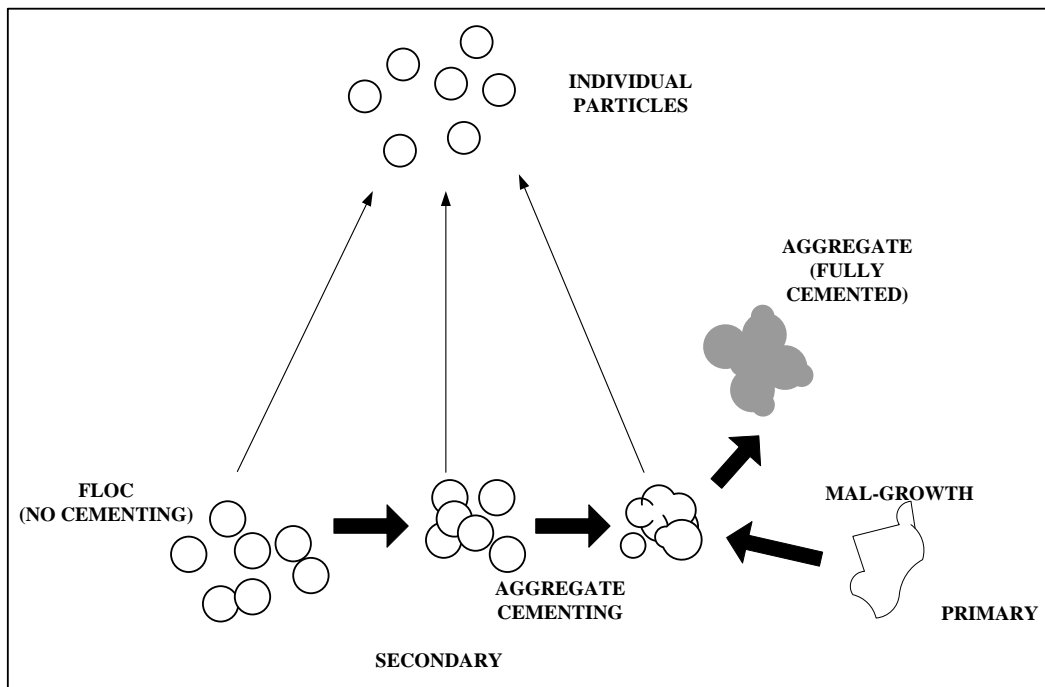 INDIVIDUAL
PARTICLES
AGGREGATE
(FULLY
CEMENTED)
FLOC
(NO CEMENTING)
MAL-GROWTH
AGGREGATE
CEMENTING
PRIMARY
SECONDARY